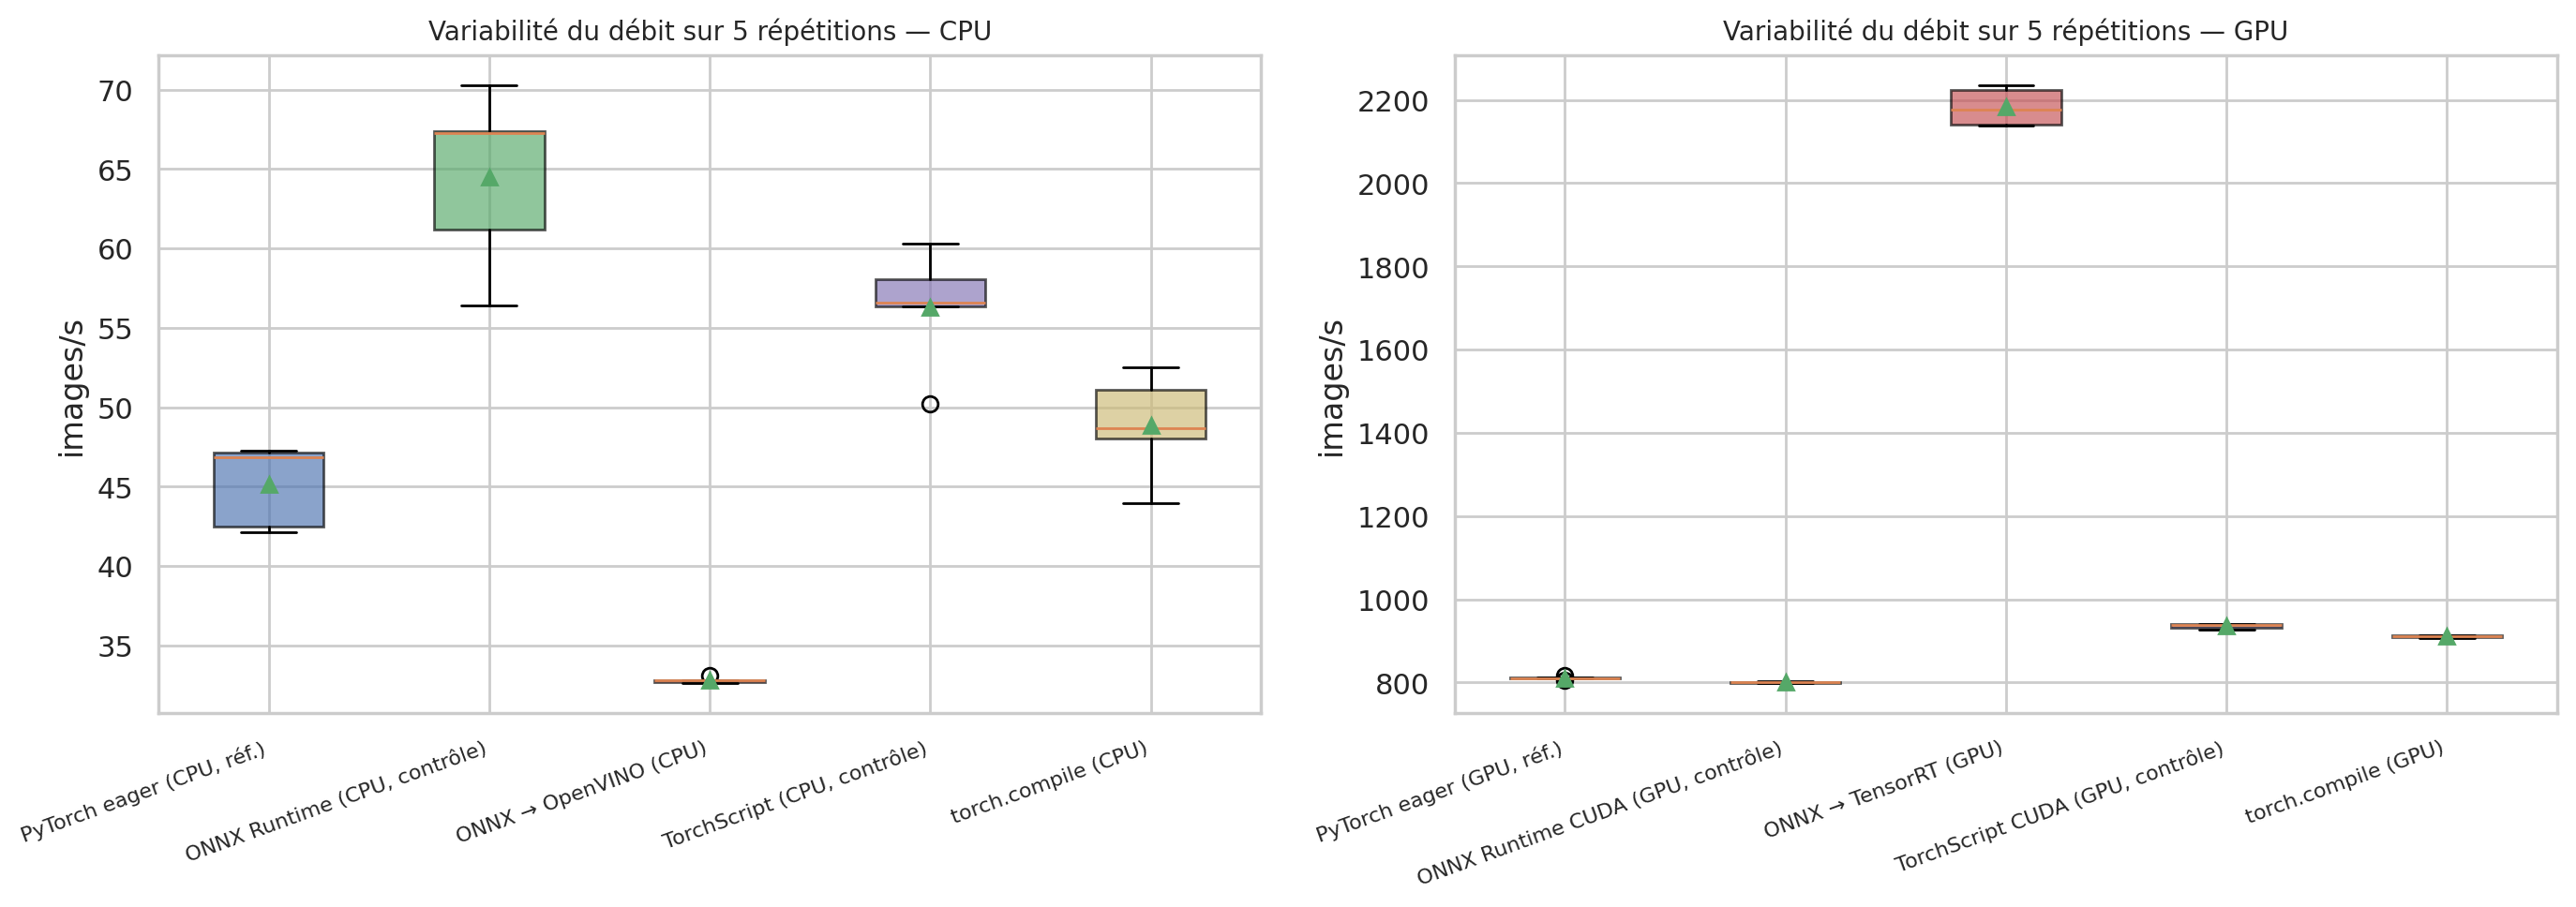 Variabilité du débit sur 5 répétitions — CPU
images/s
70
65
60
55
50
45
40
35
PyTorch eager (CPU, réf.)
ONNX Runtime (CPU, contrôle)
ONNX → OpenVINO (CPU)
TorchScript (CPU, contrôle)
torch.compile (CPU)
Variabilité du débit sur 5 répétitions — GPU
images/s
2200
2000
1800
1600
1400
1200
1000
800
PyTorch eager (GPU, réf.)
ONNX Runtime CUDA (GPU, contrôle)
ONNX → TensorRT (GPU)
TorchScript CUDA (GPU, contrôle)
torch.compile (GPU)